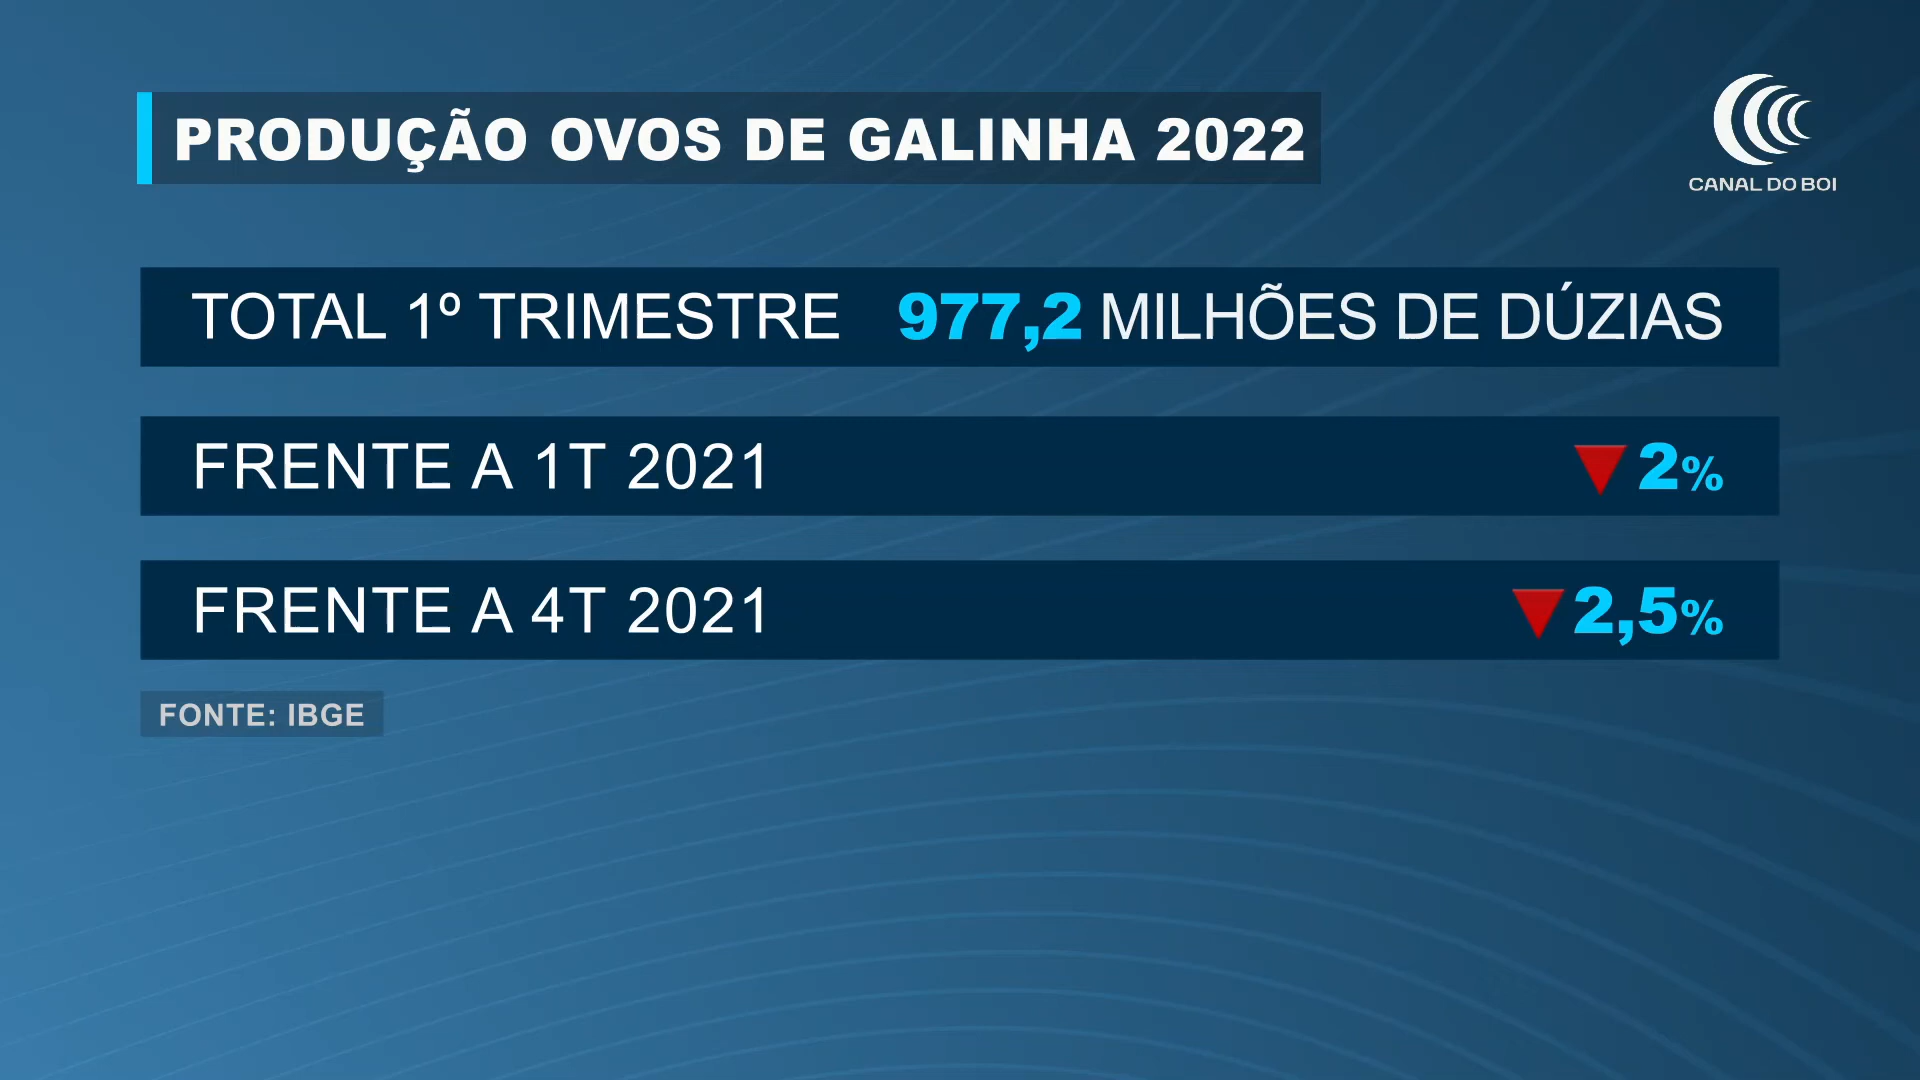 PRODUÇÃO OVOS DE GALINHA 2022
CANAL DO BOI
TOTAL 1º TRIMESTRE 977,2 MILHÕES DE DÚZIAS
FRENTE A 1T 2021 2%
FRENTE A 4T 2021 2,5%
FONTE: IBGE